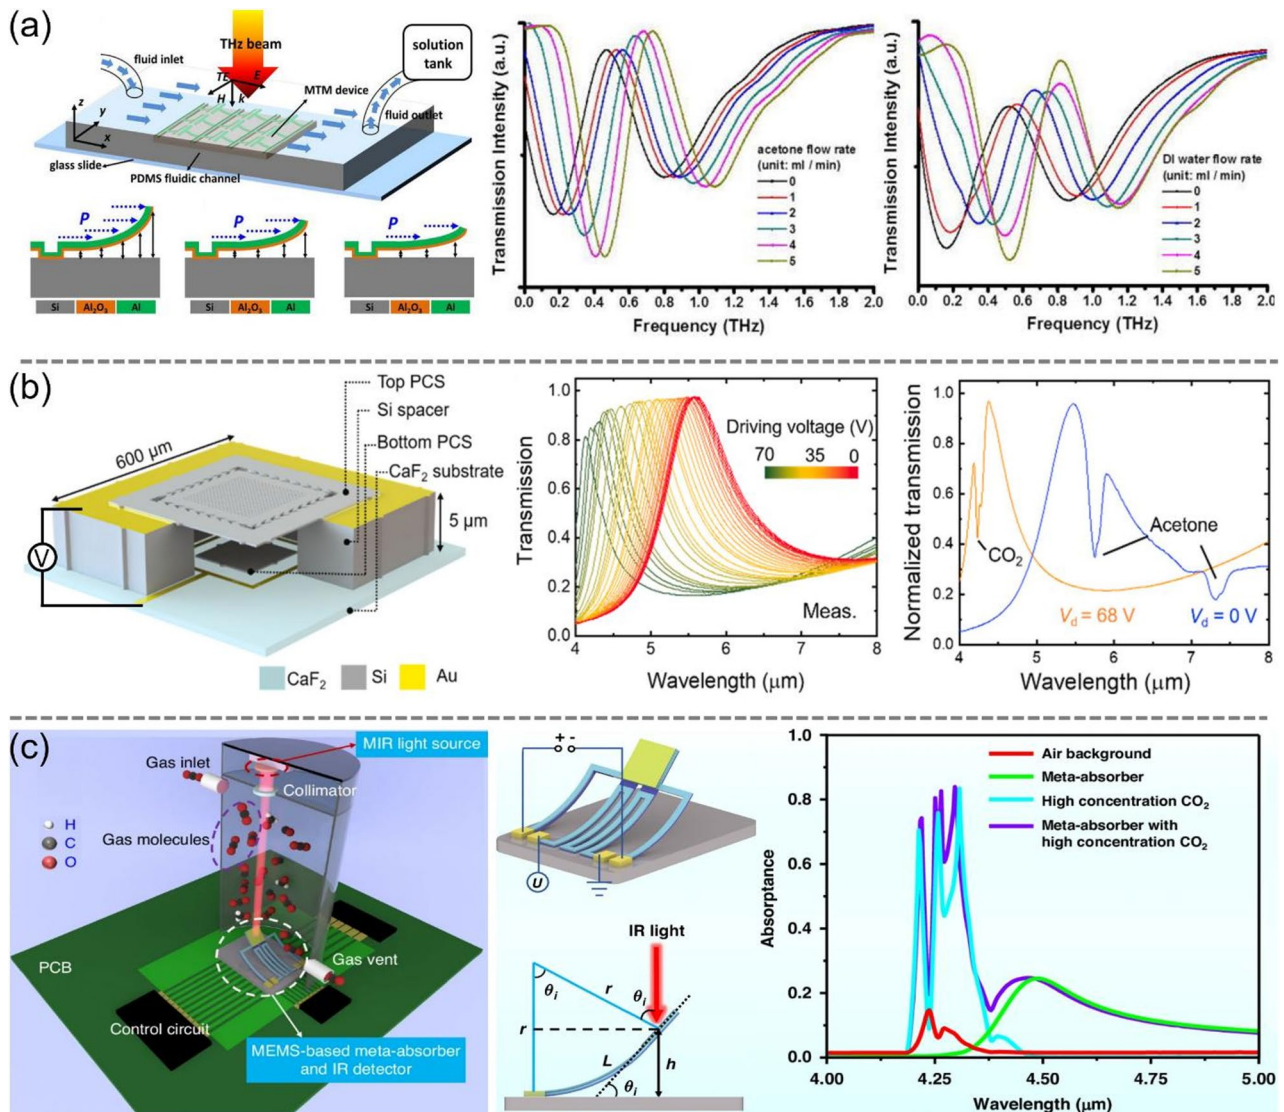 (a)
THz beam
fluid inlet
TE
E
H
k
MTM device
solution
tank
fluid outlet
z
y
x
glass slide
PDMS fluidic channel
P
P
P
Si
Al₂O₃
Al
Si
Al₂O₃
Al
Si
Al₂O₃
Al
Transmission Intensity (a.u.)
acetone flow rate
(unit: ml / min)
0
1
2
3
4
5
0.0 0.2 0.4 0.6 0.8 1.0 1.2 1.4 1.6 1.8 2.0
Frequency (THz)
Transmission Intensity (a.u.)
DI water flow rate
(unit: ml / min)
0
1
2
3
4
5
0.0 0.2 0.4 0.6 0.8 1.0 1.2 1.4 1.6 1.8 2.0
Frequency (THz)
(b)
Top PCS
Si spacer
Bottom PCS
CaF₂ substrate
600 μm
5 μm
V
CaF₂
Si
Au
Transmission
1.0
0.8
0.6
0.4
0.2
0.0
Driving voltage (V)
70 35 0
Meas.
4 5 6 7 8
Wavelength (μm)
Normalized transmission
1.0
0.8
0.6
0.4
0.2
0.0
CO₂
Acetone
Vd = 68 V
Vd = 0 V
4 5 6 7 8
Wavelength (μm)
(c)
MIR light source
Gas inlet
Collimator
H
C
O
Gas molecules
PCB
Gas vent
Control circuit
MEMS-based meta-absorber
and IR detector
+ -
U
IR light
θi
r
θi
r
L
h
θi
Absorptance
1.0
0.8
0.6
0.4
0.2
0.0
Air background
Meta-absorber
High concentration CO₂
Meta-absorber with
high concentration CO₂
4.00 4.25 4.50 4.75 5.00
Wavelength (μm)